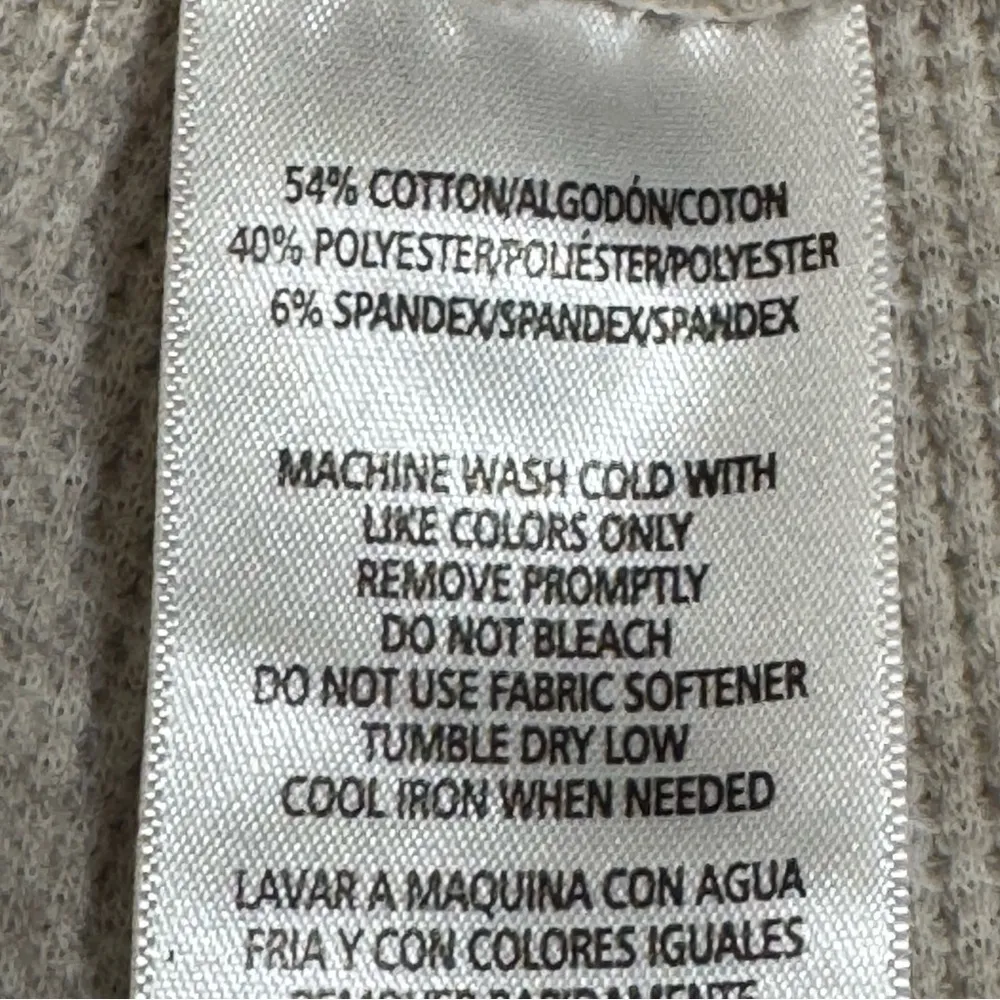 54% COTTON/ALGODÓN/COTON
40% POLYESTER/POLIÉSTER/POLYESTER
6% SPANDEX/SPANDEX/SPANDEX
MACHINE WASH COLD WITH
LIKE COLORS ONLY
REMOVE PROMPTLY
DO NOT BLEACH
DO NOT USE FABRIC SOFTENER
TUMBLE DRY LOW
COOL IRON WHEN NEEDED
LAVAR A MAQUINA CON AGUA
FRIA Y CON COLORES IGUALES